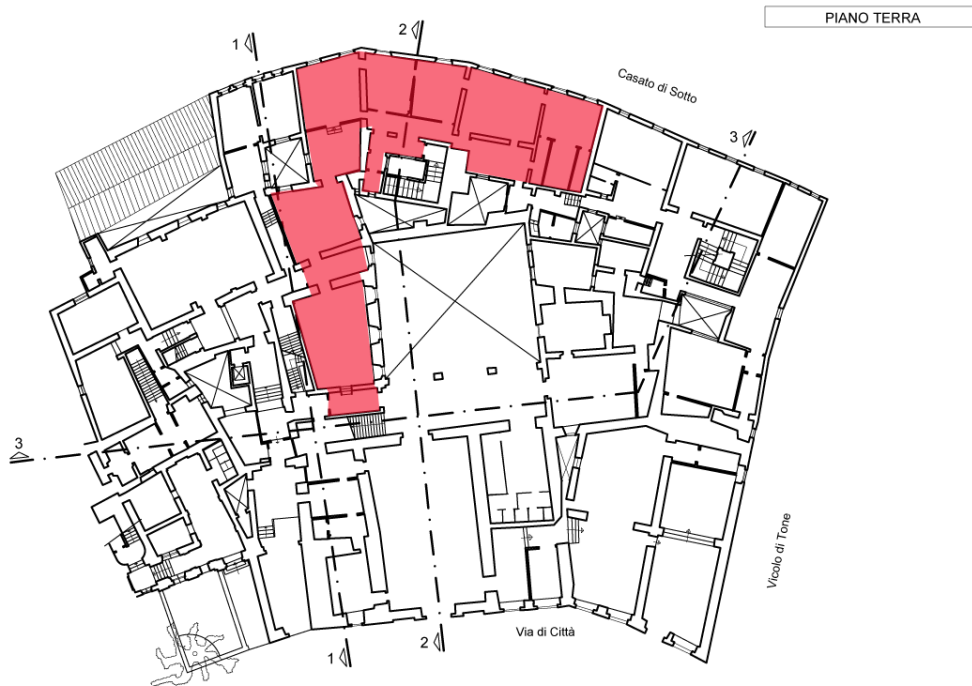 PIANO TERRA
1
2
Casato di Sotto
3
3
Vicolo di Tone
Via di Città
1
2